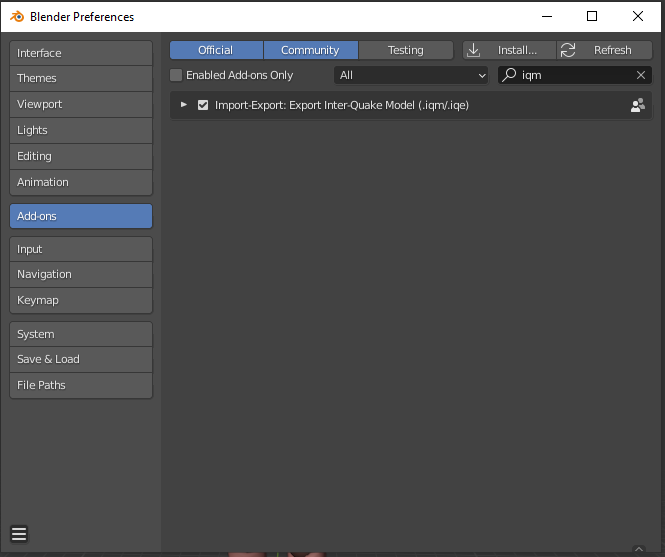 Blender Preferences
Interface
Themes
Viewport
Lights
Editing
Animation
Add-ons
Input
Navigation
Keymap
System
Save & Load
File Paths
Official Community Testing Install... Refresh
Enabled Add-ons Only All iqm
Import-Export: Export Inter-Quake Model (.iqm/.iqe)